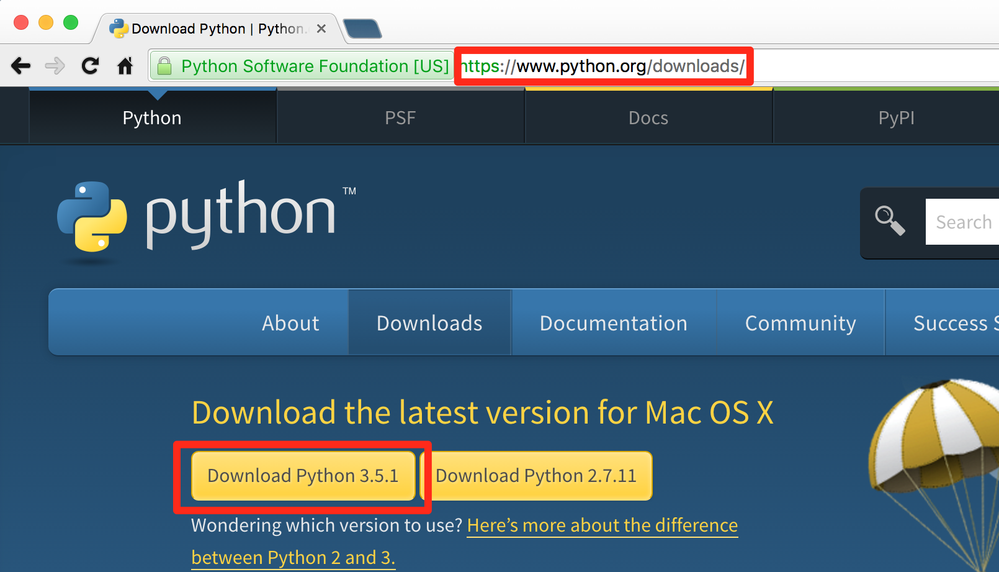 Download Python | Python.
Python Software Foundation [US] https://www.python.org/downloads/
Python PSF Docs PyPI
python TM
Search
About Downloads Documentation Community Success S
Download the latest version for Mac OS X
Download Python 3.5.1 Download Python 2.7.11
Wondering which version to use? Here’s more about the difference
between Python 2 and 3.